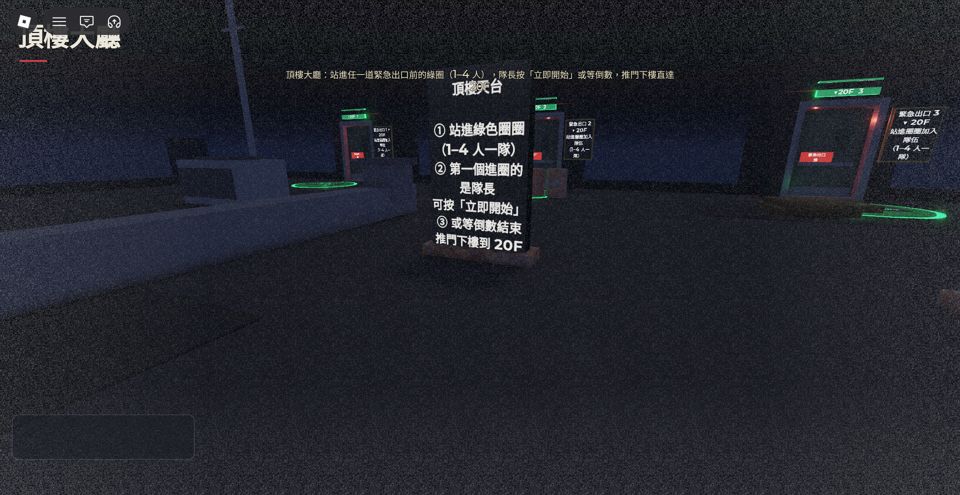 頂樓大廳
頂樓大廳：站進任一道緊急出口前的綠圈（1–4 人），隊長按「立即開始」或等倒數，推門下樓直達
頂樓天台
① 站進綠色圈圈
（1–4 人一隊）
② 第一個進圈的
是隊長
可按「立即開始」
③ 或等倒數結束
推門下樓到 20F
緊急出口 2
▼ 20F
站進圈圈加入
隊伍
（1–4 人一
隊）
▼20F 3
緊急出口 3
▼ 20F
站進圈圈加入
隊伍
（1–4 人一
隊）